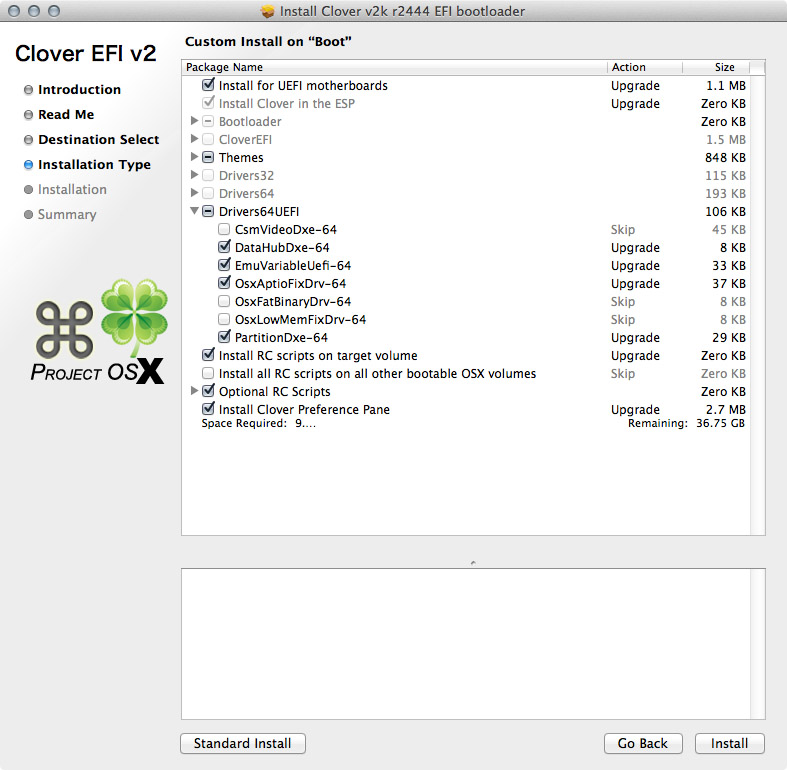 Install Clover v2k r2444 EFI bootloader
Clover EFI v2
Introduction
Read Me
Destination Select
Installation Type
Installation
Summary
PROJECT OSX
Custom Install on “Boot”
Package Name Action Size
Install for UEFI motherboards Upgrade 1.1 MB
Install Clover in the ESP Upgrade Zero KB
Bootloader Zero KB
CloverEFI 1.5 MB
Themes 848 KB
Drivers32 115 KB
Drivers64 193 KB
Drivers64UEFI 106 KB
CsmVideoDxe-64 Skip 45 KB
DataHubDxe-64 Upgrade 8 KB
EmuVariableUefi-64 Upgrade 33 KB
OsxAptioFixDrv-64 Upgrade 37 KB
OsxFatBinaryDrv-64 Skip 8 KB
OsxLowMemFixDrv-64 Skip 8 KB
PartitionDxe-64 Upgrade 29 KB
Install RC scripts on target volume Upgrade Zero KB
Install all RC scripts on all other bootable OSX volumes Skip Zero KB
Optional RC Scripts Zero KB
Install Clover Preference Pane Upgrade 2.7 MB
Space Required: 9.... Remaining: 36.75 GB
Standard Install Go Back Install